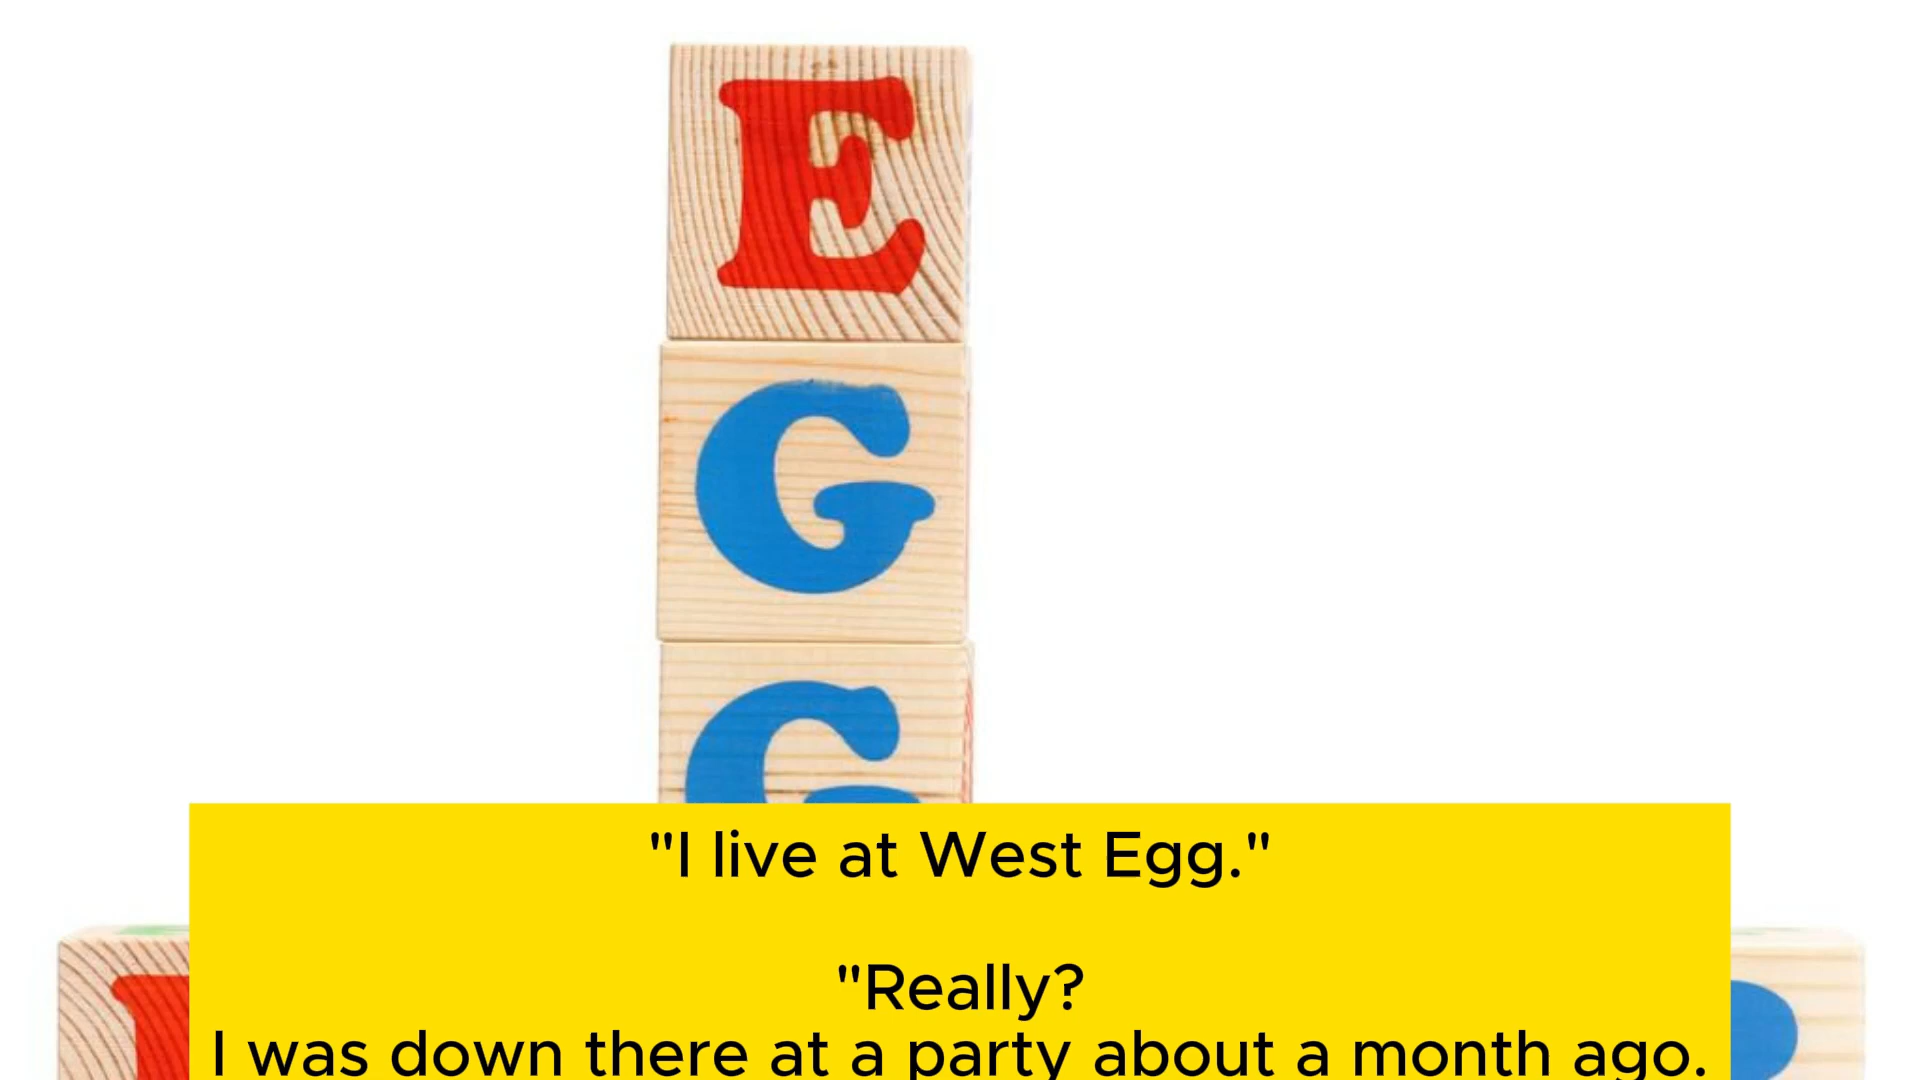 E
G
G
"I live at West Egg."
"Really?
I was down there at a party about a month ago.